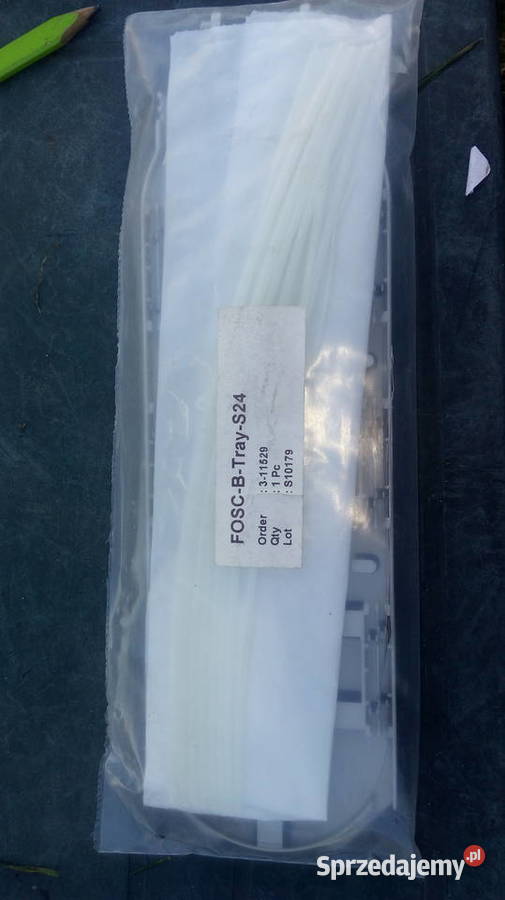 FOSC-B-Tray-S24
Order : 3-11529
Qty : 1 Pc
Lot : S10179
Sprzedajemy.pl